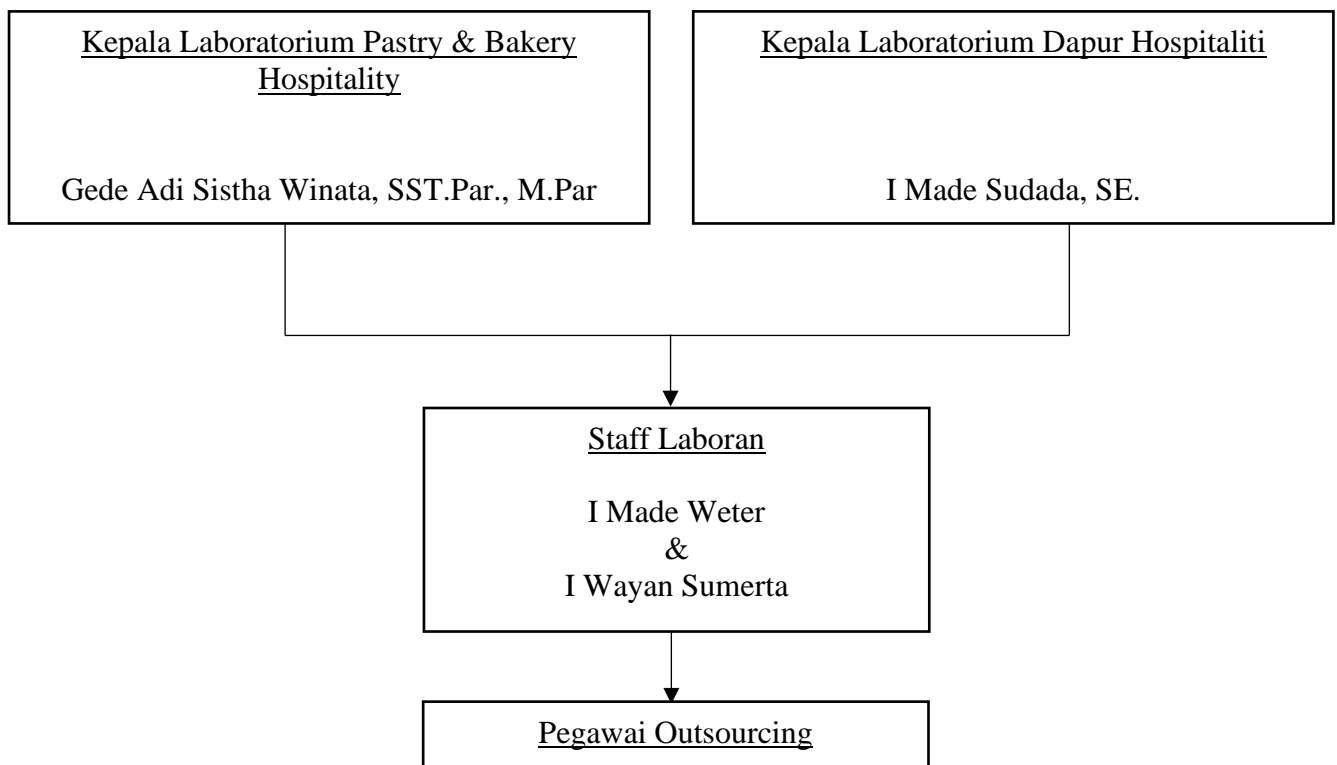 Kepala Laboratorium Pastry & Bakery
Hospitality
Gede Adi Sistha Winata, SST.Par., M.Par
Kepala Laboratorium Dapur Hospitaliti
I Made Sudada, SE.
Staff Laboran
I Made Weter
&
I Wayan Sumerta
Pegawai Outsourcing